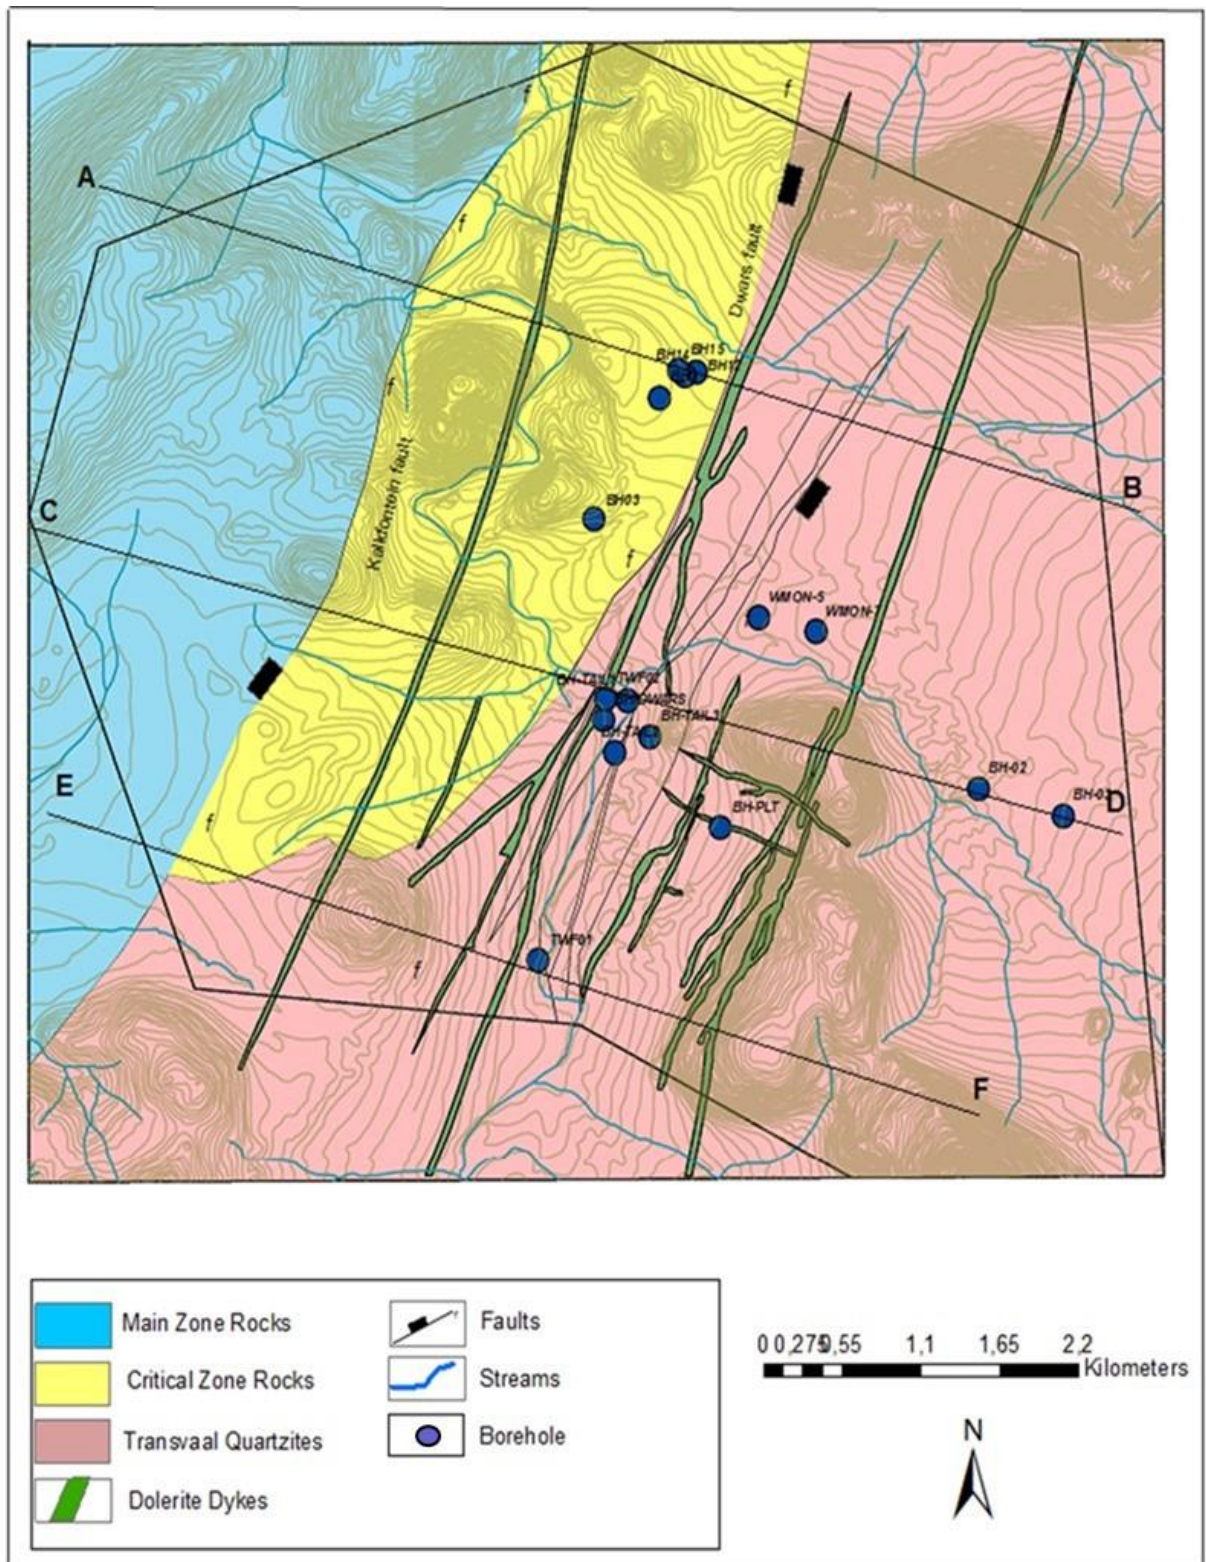 f
f
A
f
Dwars fault
BH15
BH14
f
Kalkfontein fault
B
C
BH03
f
WMON-5
WMON-7
TWF02
BH-TAIL3
BH-02
D
E
BH-PLT
f
TWF01
f
F
Main Zone Rocks
Faults
Critical Zone Rocks
Streams
Transvaal Quartzites
Borehole
Dolerite Dykes
0 0,275 0,55 1,1 1,65 2,2
Kilometers
N